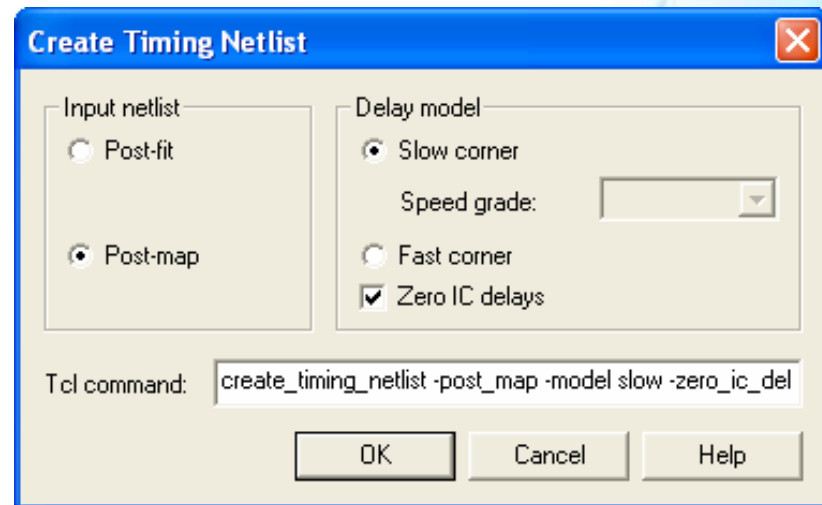 Create Timing Netlist
Input netlist
Post-fit
Post-map
Delay model
Slow corner
Speed grade:
Fast corner
Zero IC delays
Tcl command: create_timing_netlist -post_map -model slow -zero_ic_del
OK Cancel Help